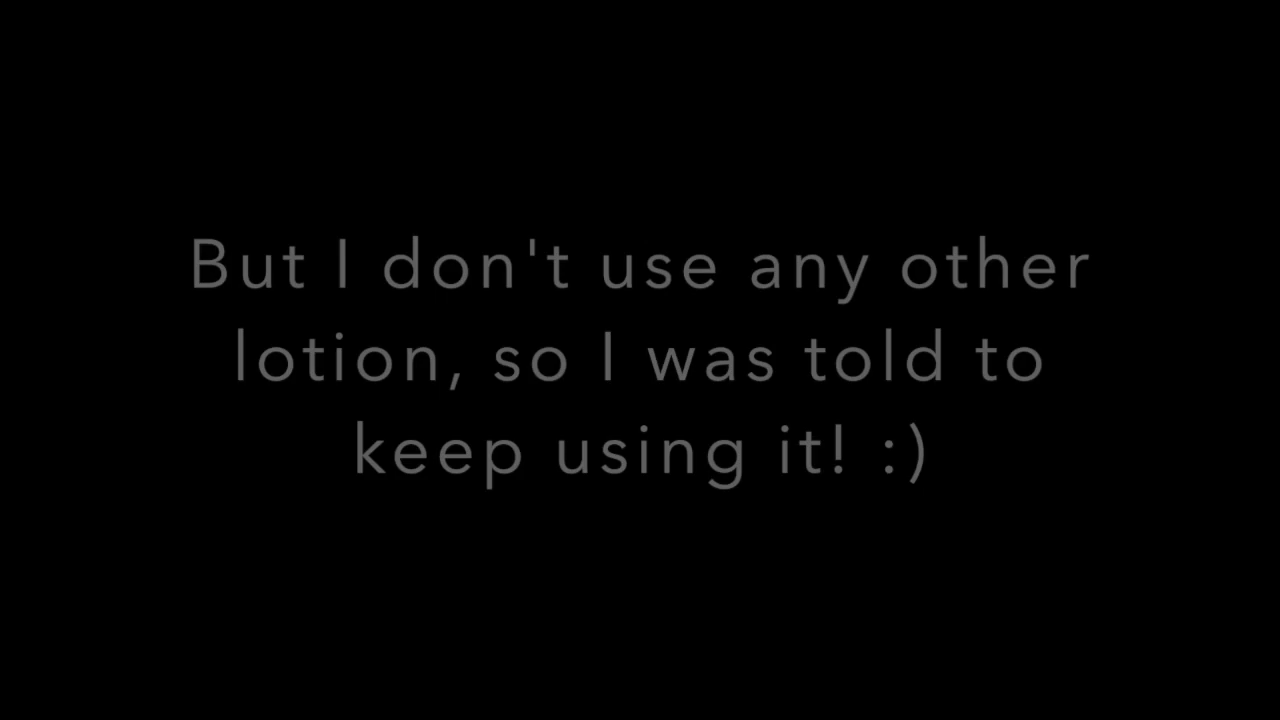 But I don't use any other
lotion, so I was told to
keep using it! :)